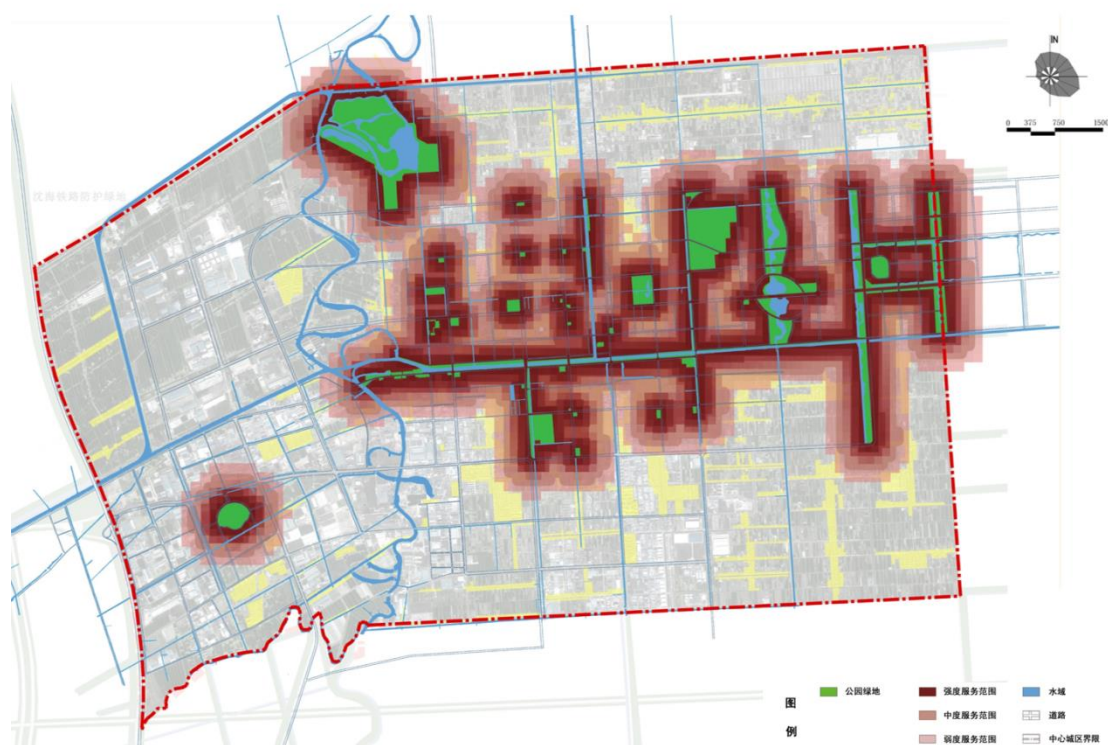 IN
0 375 750 1500
沈海铁路防护绿地
图例
公园绿地
强度服务范围
水域
中度服务范围
道路
弱度服务范围
中心城区界限